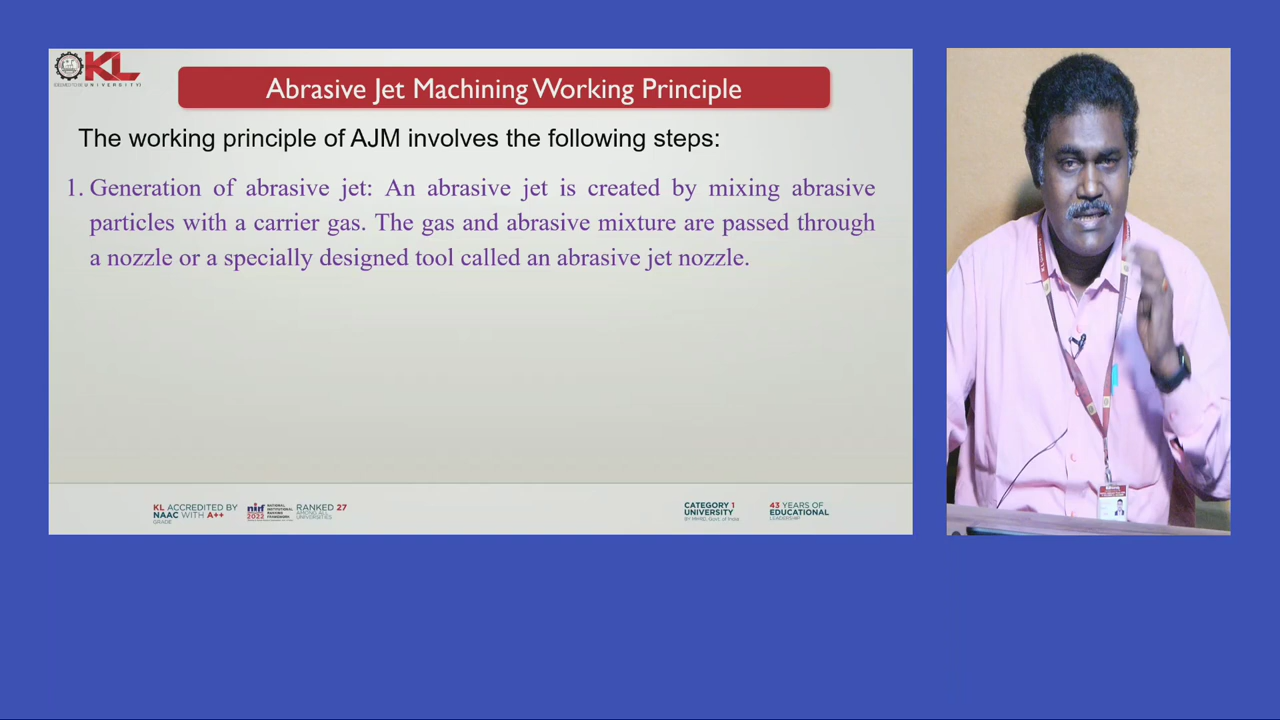 KL
UNIVERSITY)
Abrasive Jet Machining Working Principle
The working principle of AJM involves the following steps:
1. Generation of abrasive jet: An abrasive jet is created by mixing abrasive
particles with a carrier gas. The gas and abrasive mixture are passed through
a nozzle or a specially designed tool called an abrasive jet nozzle.
KL ACCREDITED BY
NAAC WITH A++
GRADE
nirf
2022
NATIONAL
INSTITUTIONAL
RANKING
FRAMEWORK
RANKED 27
AMONG ALL
UNIVERSITIES
CATEGORY 1
UNIVERSITY
BY MHRD, Govt. of India
43 YEARS OF
EDUCATIONAL
LEADERSHIP